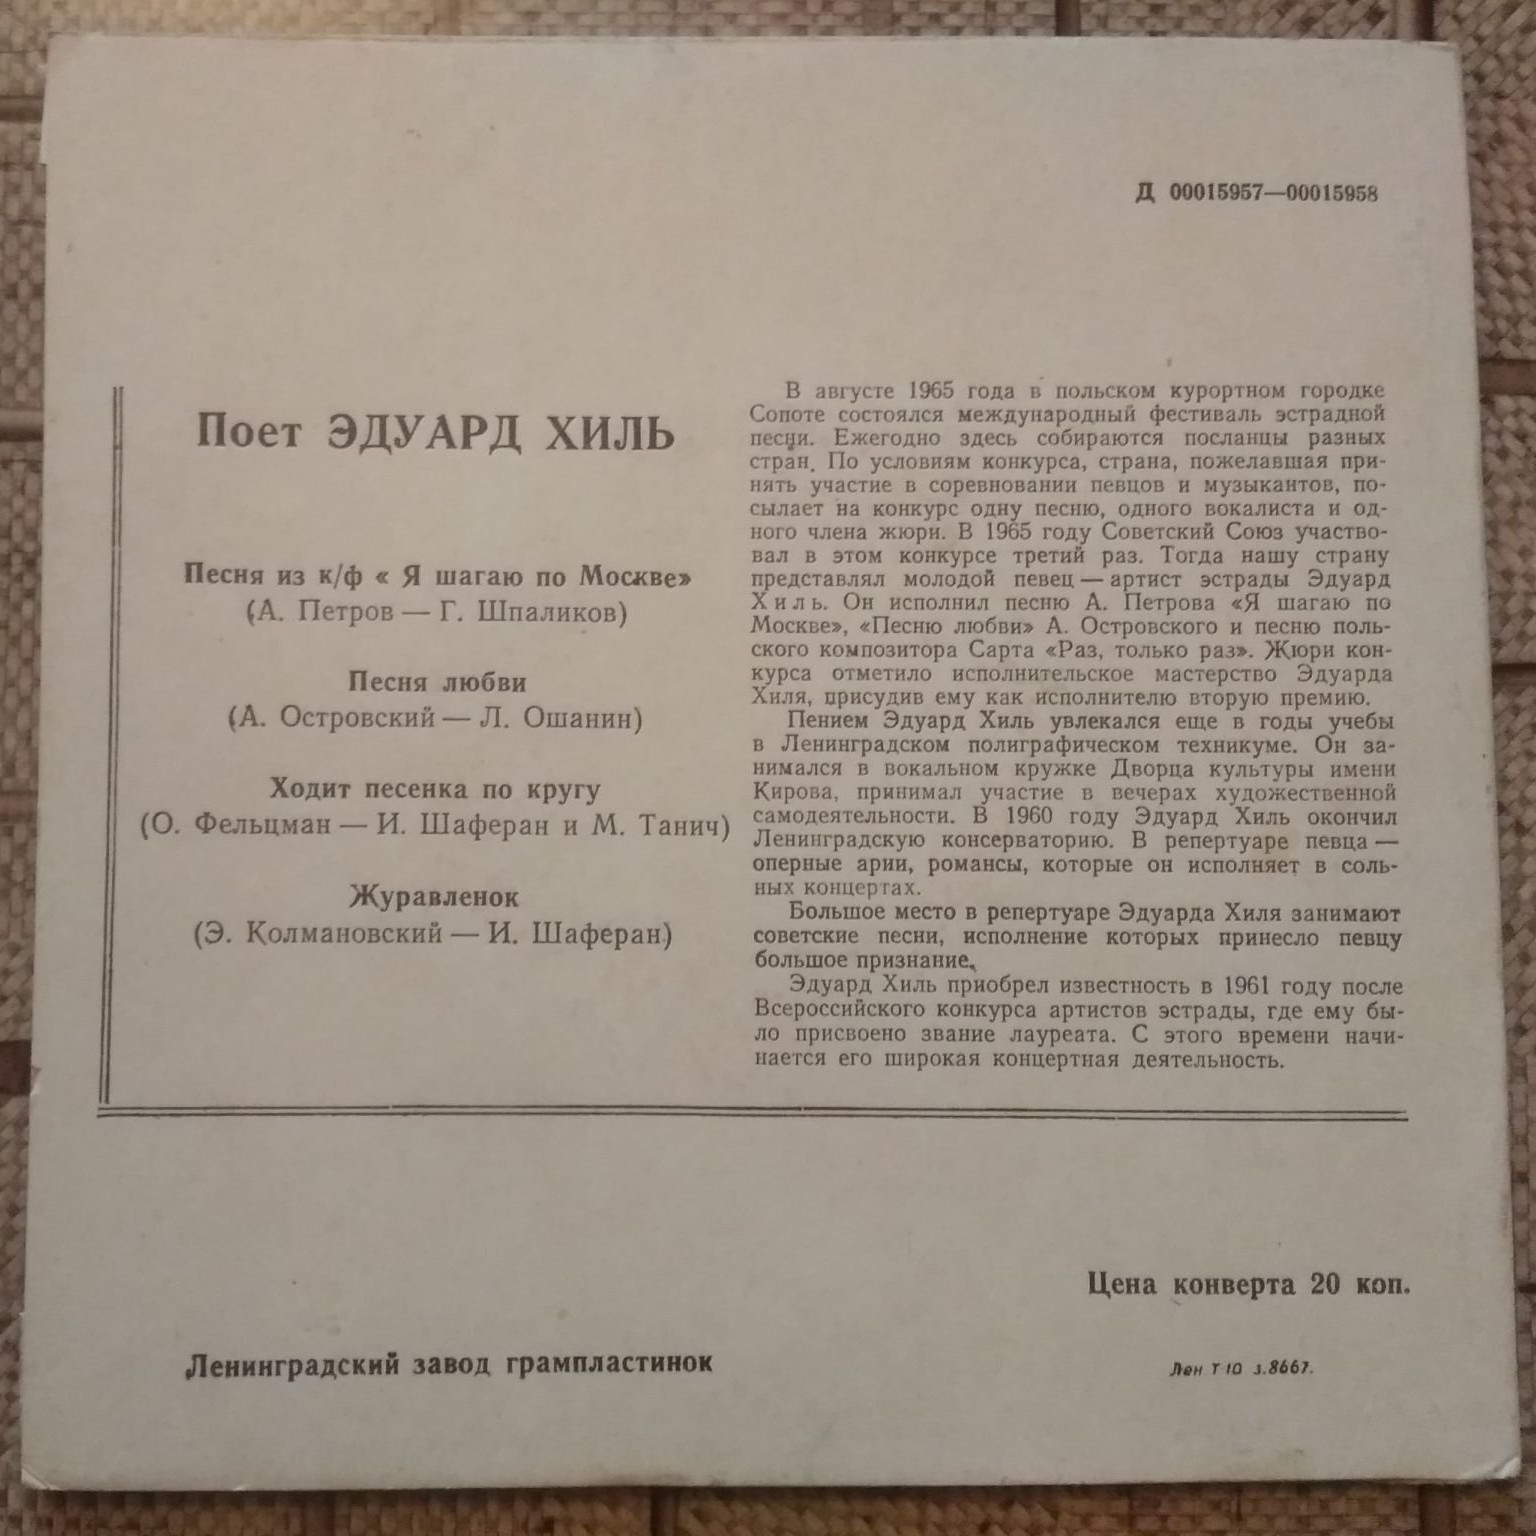 Д 00015957—00015958
Поет ЭДУАРД ХИЛЬ
Песня из к/ф « Я шагаю по Москве»
(А. Петров — Г. Шпаликов)
Песня любви
(А. Островский — Л. Ошанин)
Ходит песенка по кругу
(О. Фельцман — И. Шаферан и М. Танич)
Журавленок
(Э. Колмановский — И. Шаферан)
В августе 1965 года в польском курортном городке
Сопоте состоялся международный фестиваль эстрадной
песни. Ежегодно здесь собираются посланцы разных
стран. По условиям конкурса, страна, пожелавшая при-
нять участие в соревновании певцов и музыкантов, по-
сылает на конкурс одну песню, одного вокалиста и од-
ного члена жюри. В 1965 году Советский Союз участво-
вал в этом конкурсе третий раз. Тогда нашу страну
представлял молодой певец — артист эстрады Эдуард
Хиль. Он исполнил песню А. Петрова «Я шагаю по
Москве», «Песню любви» А. Островского и песню поль-
ского композитора Сарта «Раз, только раз». Жюри кон-
курса отметило исполнительское мастерство Эдуарда
Хиля, присудив ему как исполнителю вторую премию.
Пением Эдуард Хиль увлекался еще в годы учебы
в Ленинградском полиграфическом техникуме. Он за-
нимался в вокальном кружке Дворца культуры имени
Кирова, принимал участие в вечерах художественной
самодеятельности. В 1960 году Эдуард Хиль окончил
Ленинградскую консерваторию. В репертуаре певца —
оперные арии, романсы, которые он исполняет в соль-
ных концертах.
Большое место в репертуаре Эдуарда Хиля занимают
советские песни, исполнение которых принесло певцу
большое признание.
Эдуард Хиль приобрел известность в 1961 году после
Всероссийского конкурса артистов эстрады, где ему бы-
ло присвоено звание лауреата. С этого времени начи-
нается его широкая концертная деятельность.
Цена конверта 20 коп.
Ленинградский завод грампластинок
Лен Т 10 з.8667.